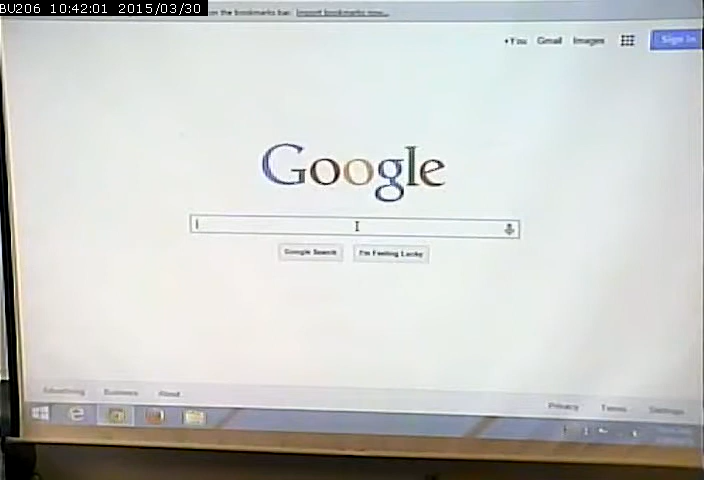 BU206 10:42:01 2015/03/30
on the bookmarks bar. Import bookmarks now...
+You Gmail Images Sign in
Google
Google Search I'm Feeling Lucky
Advertising Business About
Privacy Terms Settings